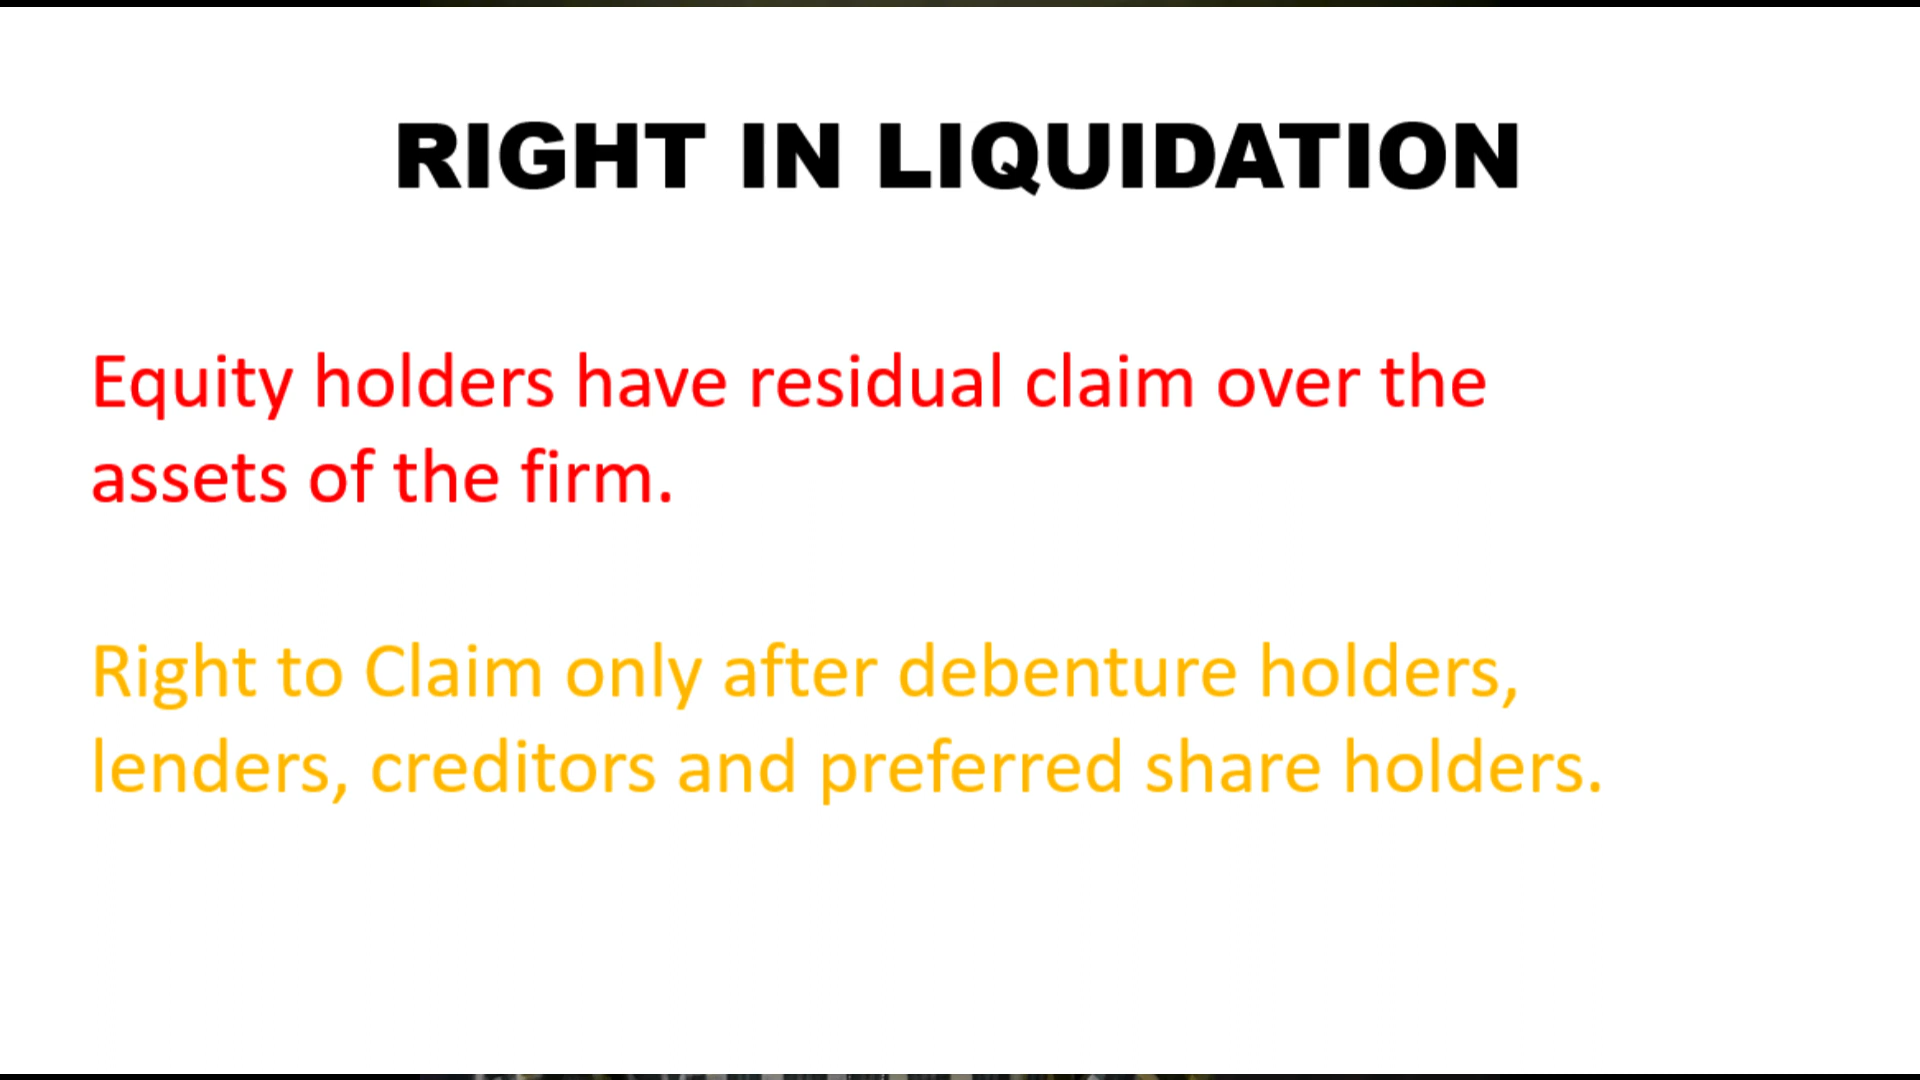 RIGHT IN LIQUIDATION
Equity holders have residual claim over the
assets of the firm.
Right to Claim only after debenture holders,
lenders, creditors and preferred share holders.